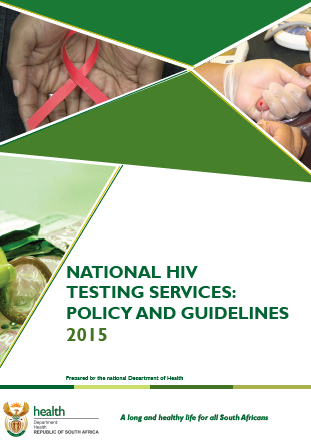 NATIONAL HIV
TESTING SERVICES:
POLICY AND GUIDELINES
2015
Prepared by the national Department of Health
health
Department:
Health
REPUBLIC OF SOUTH AFRICA
A long and healthy life for all South Africans